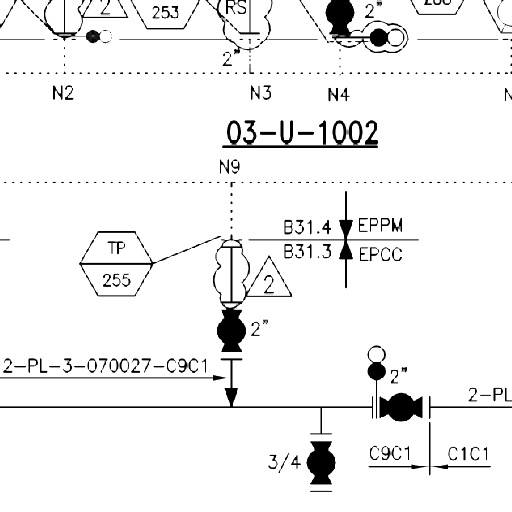 2
253
RS
2"
2"
N2
N3
N4
03-U-1002
N9
B31.4
EPPM
B31.3
EPCC
TP
255
2
2"
2-PL-3-070027-C9C1
2"
2-PL
3/4
C9C1
C1C1